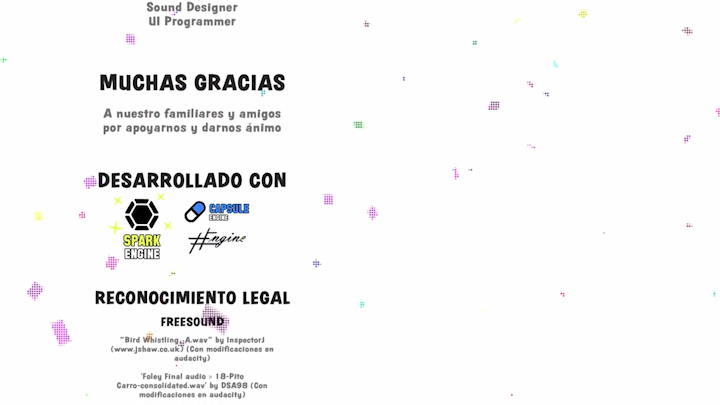 Sound Designer
UI Programmer
MUCHAS GRACIAS
A nuestro familiares y amigos
por apoyarnos y darnos ánimo
DESARROLLADO CON
SPARK
ENGINE
CAPSULE
ENGINE
#Engine
RECONOCIMIENTO LEGAL
FREESOUND
"Bird Whistling, A.wav" by InspectorJ
(www.jshaw.co.uk) (Con modificaciones en
audacity)
'Foley Final audio » 18-Pito
Carro-consolidated.wav' by DSA98 (Con
modificaciones en audacity)